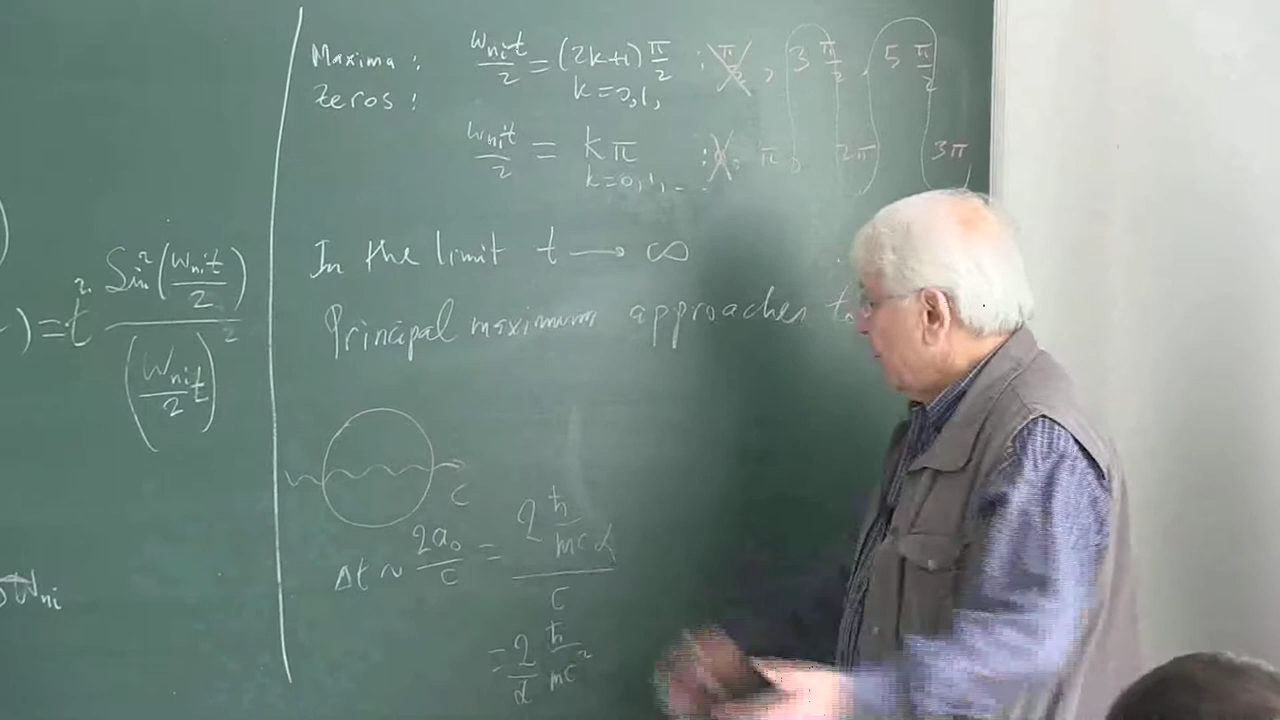 Maxima : ω_ni t / 2 = (2k+1) π/2 : π/2 , 3 π/2 , 5 π/2
Zeros : k = 0, 1,
ω_ni t / 2 = kπ : 0, π, 2π 3π
k = 0, 1, ...
) = t² Sin²(ω_ni t / 2) / (ω_ni t / 2)²
In the limit t → ∞
Principal maximum approaches
c
Δt ~ 2a₀/c = 2 ħ/mcα / c
ω_ni
= 2/α ħ/mc²